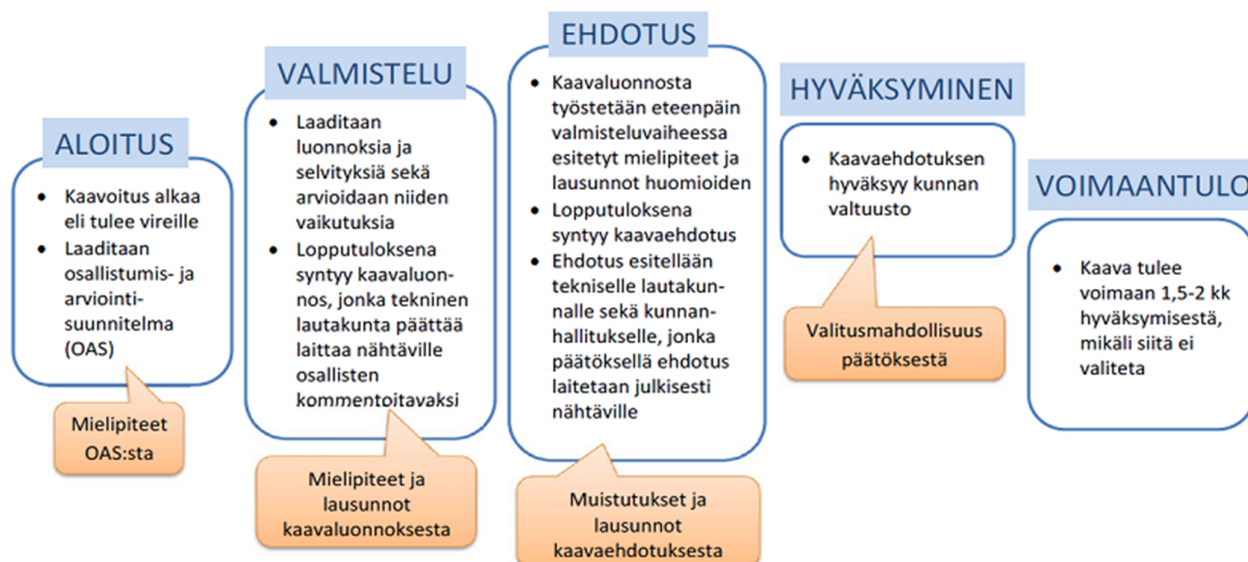 ALOITUS
• Kaavoitus alkaa
eli tulee vireille
• Laaditaan
osallistumis- ja
arviointi-
suunnitelma
(OAS)
Mielipiteet
OAS:sta
VALMISTELU
• Laaditaan
luonnoksia ja
selvityksiä sekä
arvioidaan niiden
vaikutuksia
• Lopputuloksena
syntyy kaavaluon-
nos, jonka tekninen
lautakunta päättää
laittaa nähtäville
osallisten
kommentoitavaksi
Mielipiteet ja
lausunnot
kaavaluonnoksesta
EHDOTUS
• Kaavaluonnosta
työstetään eteenpäin
valmisteluvaiheessa
esitetyt mielipiteet ja
lausunnot huomioiden
• Lopputuloksena
syntyy kaavaehdotus
• Ehdotus esitellään
tekniselle lautakun-
nalle sekä kunnan-
hallitukselle, jonka
päätöksellä ehdotus
laitetaan julkisesti
nähtäville
Muistutukset ja
lausunnot
kaavaehdotuksesta
HYVÄKSYMINEN
• Kaavaehdotuksen
hyväksyy kunnan
valtuusto
Valitusmahdollisuus
päätöksestä
VOIMAANTULO
• Kaava tulee
voimaan 1,5-2 kk
hyväksymisestä,
mikäli siitä ei
valiteta